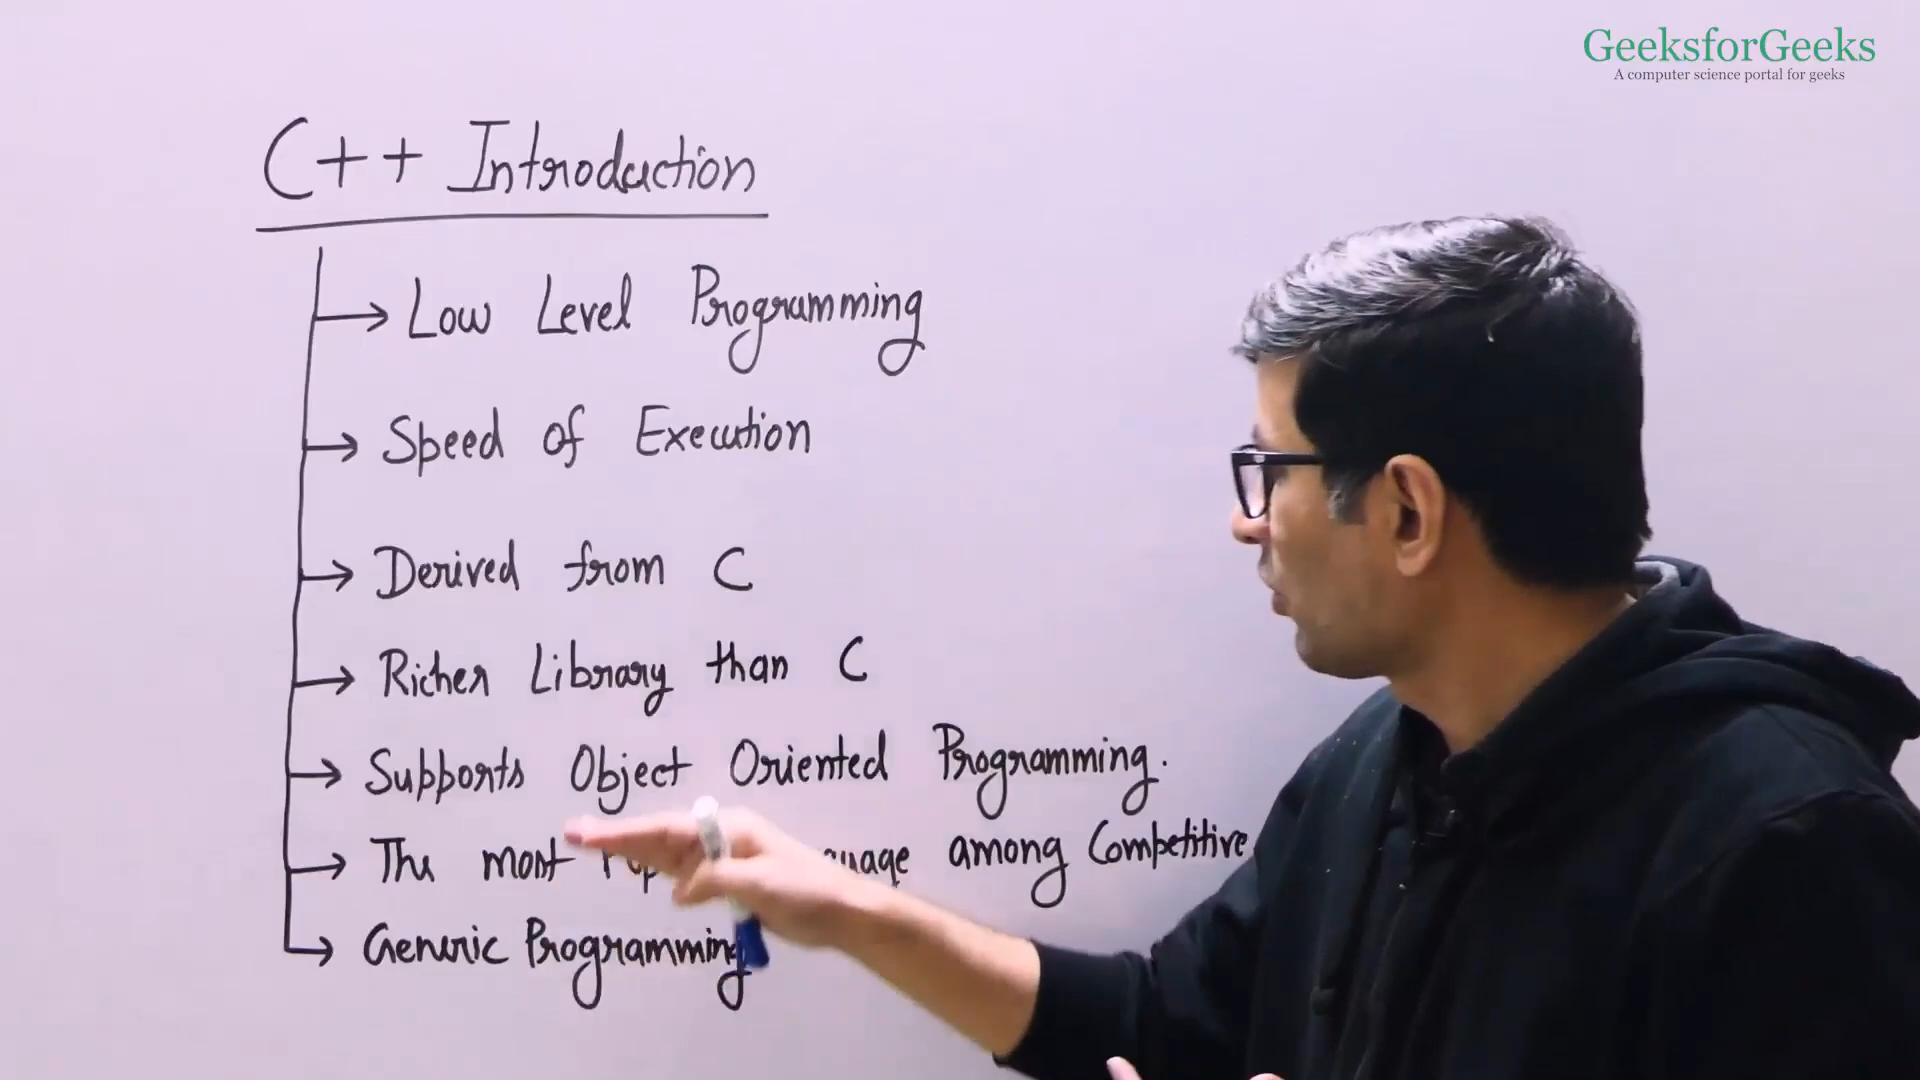 GeeksforGeeks
A computer science portal for geeks
C++ Introduction
Low Level Programming
Speed of Execution
Derived from C
Richer Library than C
Supports Object Oriented Programming.
The most among Competitive
Generic Programming